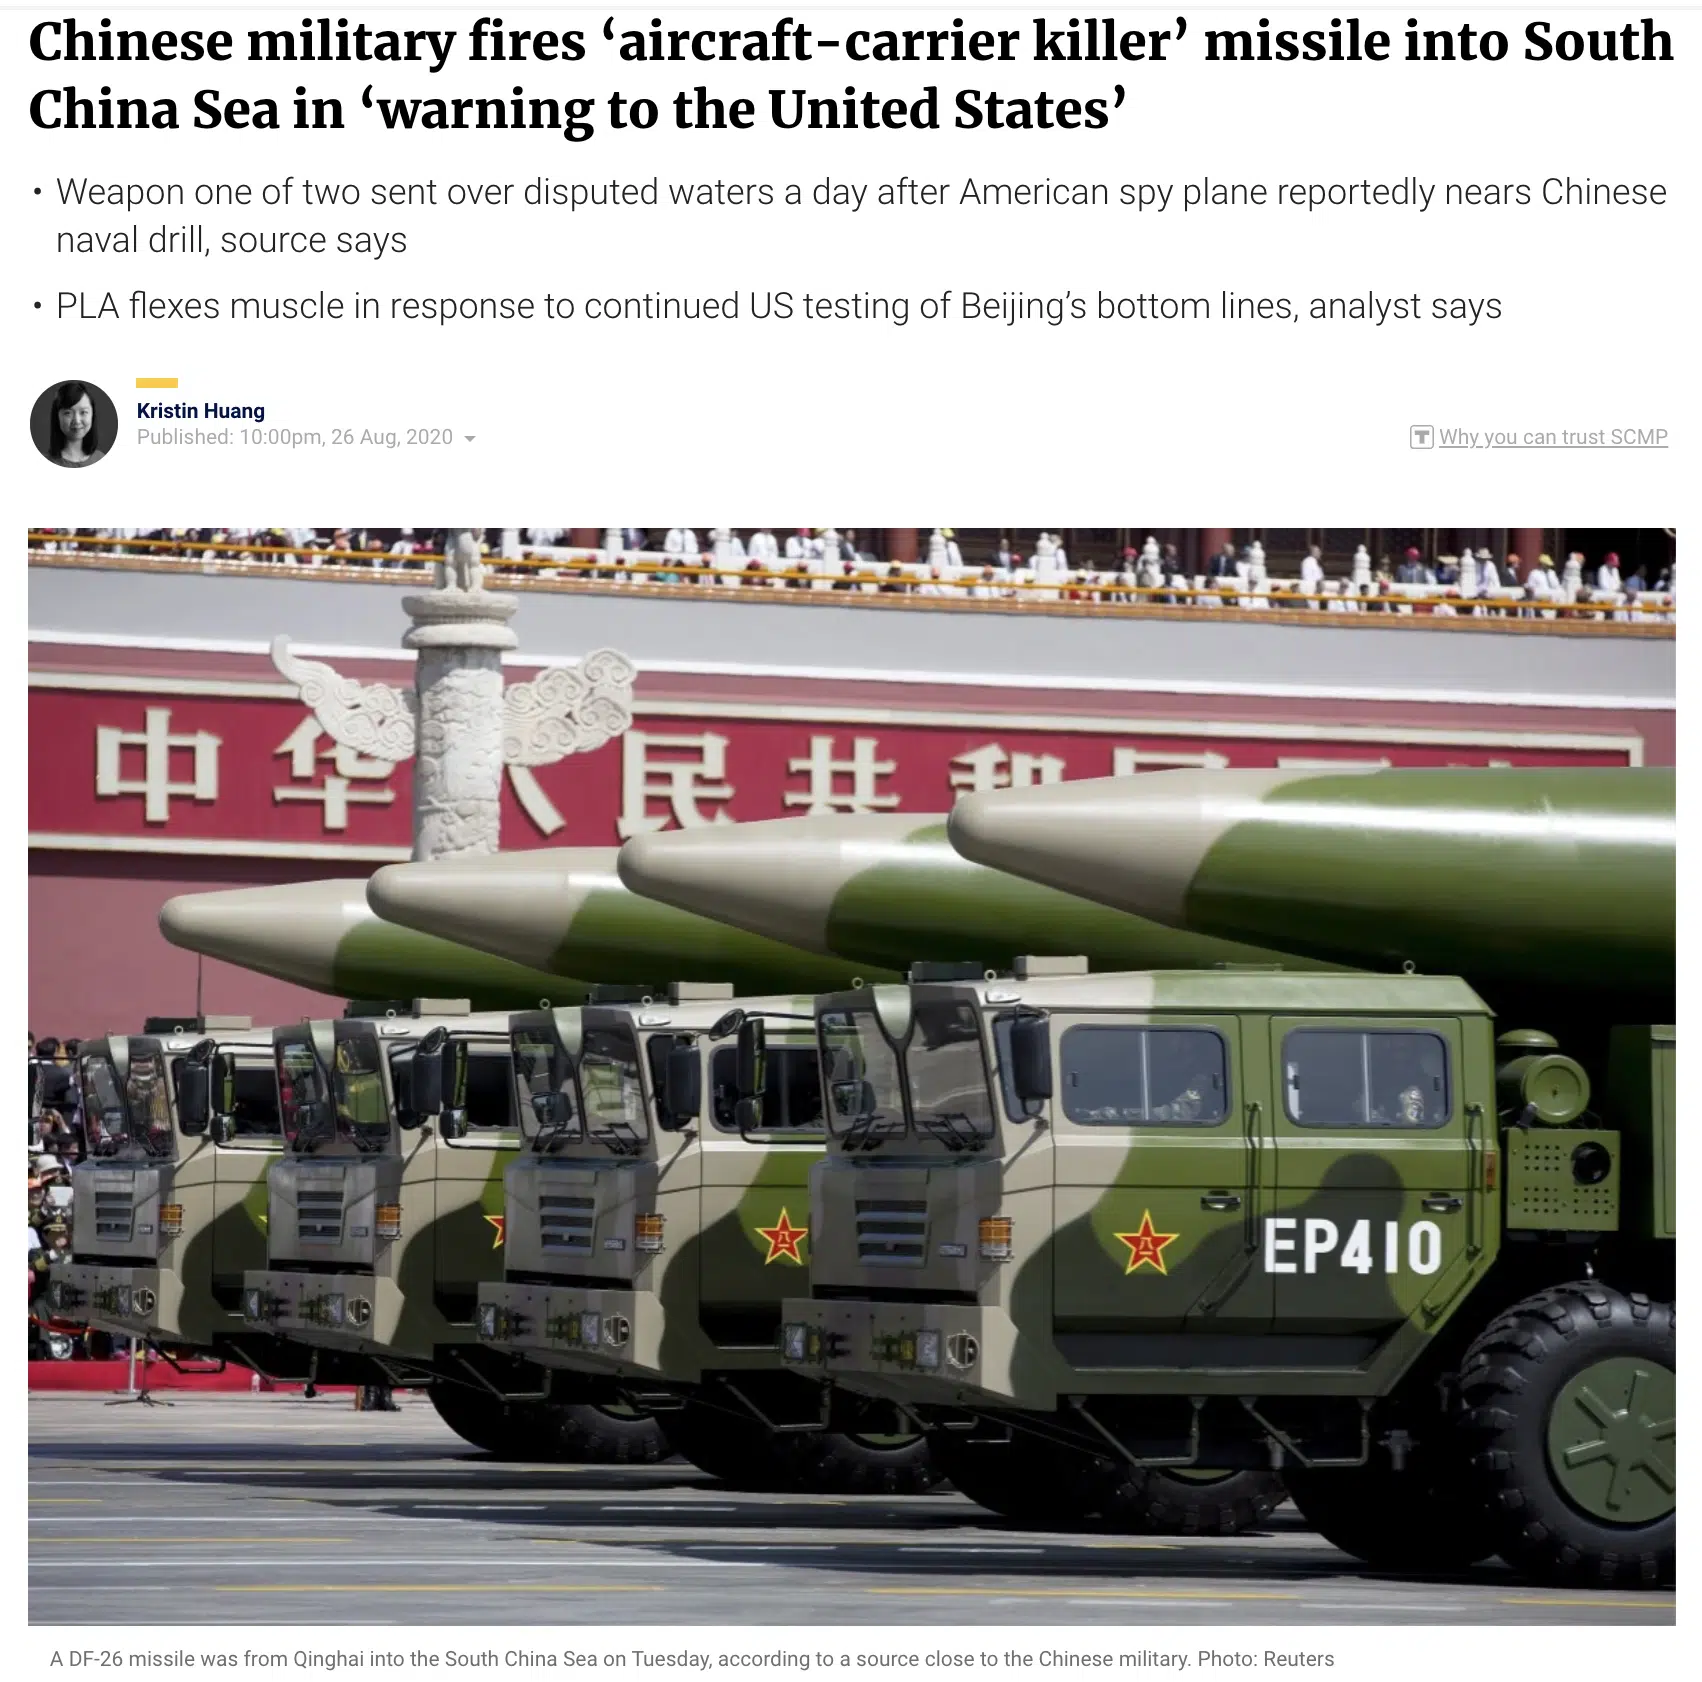 Chinese military fires ‘aircraft-carrier killer’ missile into South
China Sea in ‘warning to the United States’
• Weapon one of two sent over disputed waters a day after American spy plane reportedly nears Chinese
naval drill, source says
• PLA flexes muscle in response to continued US testing of Beijing’s bottom lines, analyst says
Kristin Huang
Published: 10:00pm, 26 Aug, 2020
T Why you can trust SCMP
中华人民共和
八
八
EP410
A DF-26 missile was from Qinghai into the South China Sea on Tuesday, according to a source close to the Chinese military. Photo: Reuters